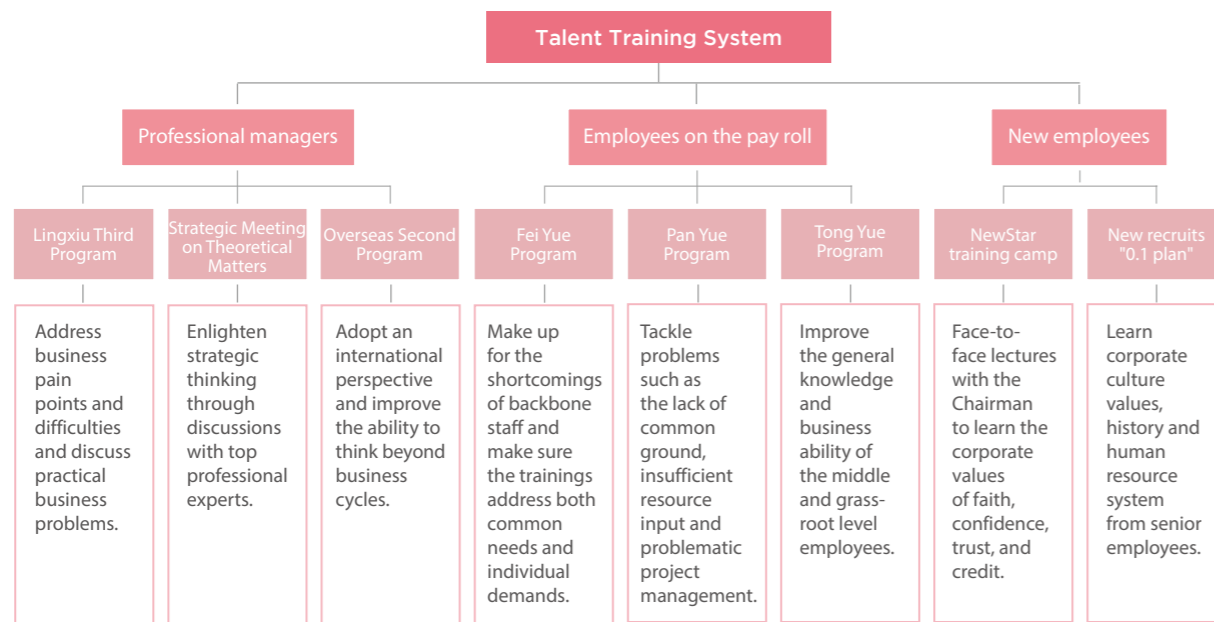 Talent Training System
Professional managers
Employees on the pay roll
New employees
Lingxiu Third
Program
Strategic Meeting
on Theoretical
Matters
Overseas Second
Program
Fei Yue
Program
Pan Yue
Program
Tong Yue
Program
NewStar
training camp
New recruits
"0.1 plan"
Address
business
pain
points and
difficulties
and discuss
practical
business
problems.
Enlighten
strategic
thinking
through
discussions
with top
professional
experts.
Adopt an
international
perspective
and improve
the ability to
think beyond
business
cycles.
Make up
for the
shortcomings
of backbone
staff and
make sure
the trainings
address both
common
needs and
individual
demands.
Tackle
problems
such as
the lack of
common
ground,
insufficient
resource
input and
problematic
project
management.
Improve
the general
knowledge
and
business
ability of
the middle
and grass-
root level
employees.
Face-to-
face lectures
with the
Chairman
to learn the
corporate
values
of faith,
confidence,
trust, and
credit.
Learn
corporate
culture
values,
history and
human
resource
system
from senior
employees.